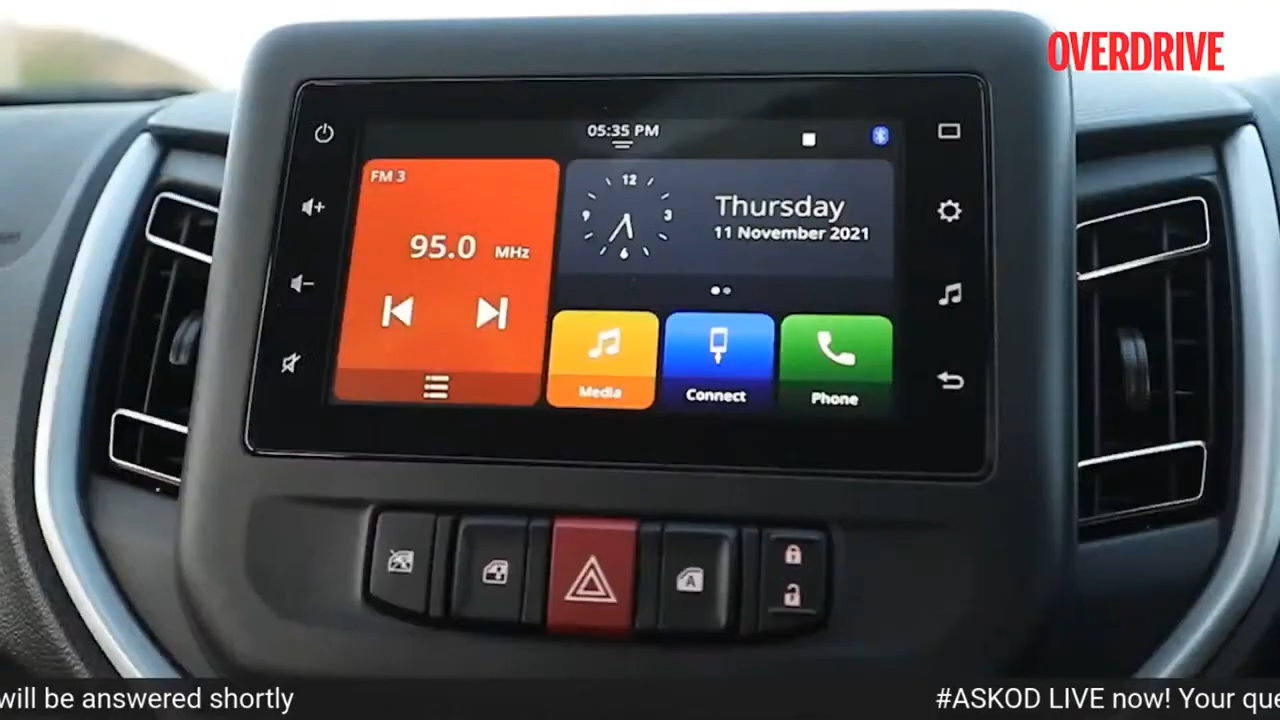 OVERDRIVE
05:35 PM
FM 3
95.0 MHz
12
3
6
9
Thursday
11 November 2021
Media
Connect
Phone
A
will be answered shortly
#ASKOD LIVE now! Your que